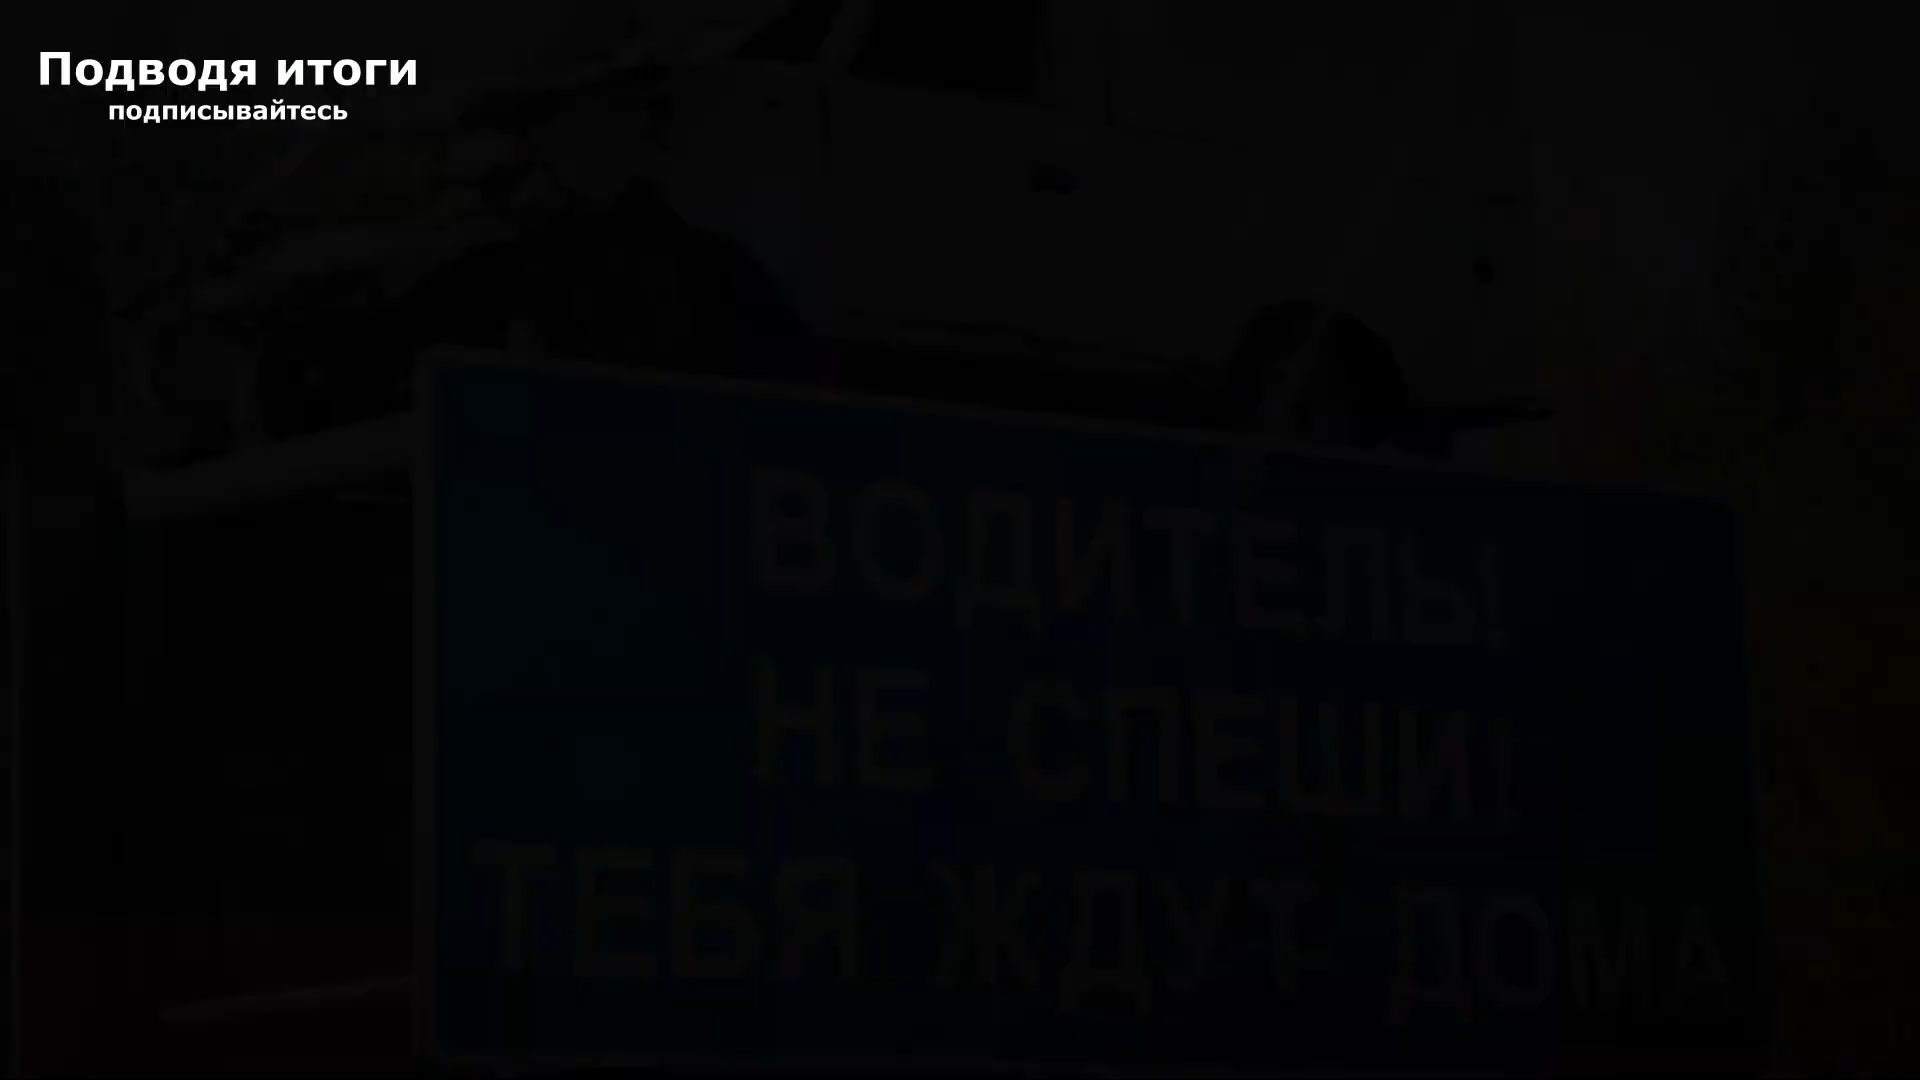 Подводя итоги
подписывайтесь
ВОДИТЕЛЬ!
НЕ СПЕШИ!
ТЕБЯ ЖДУТ ДОМА